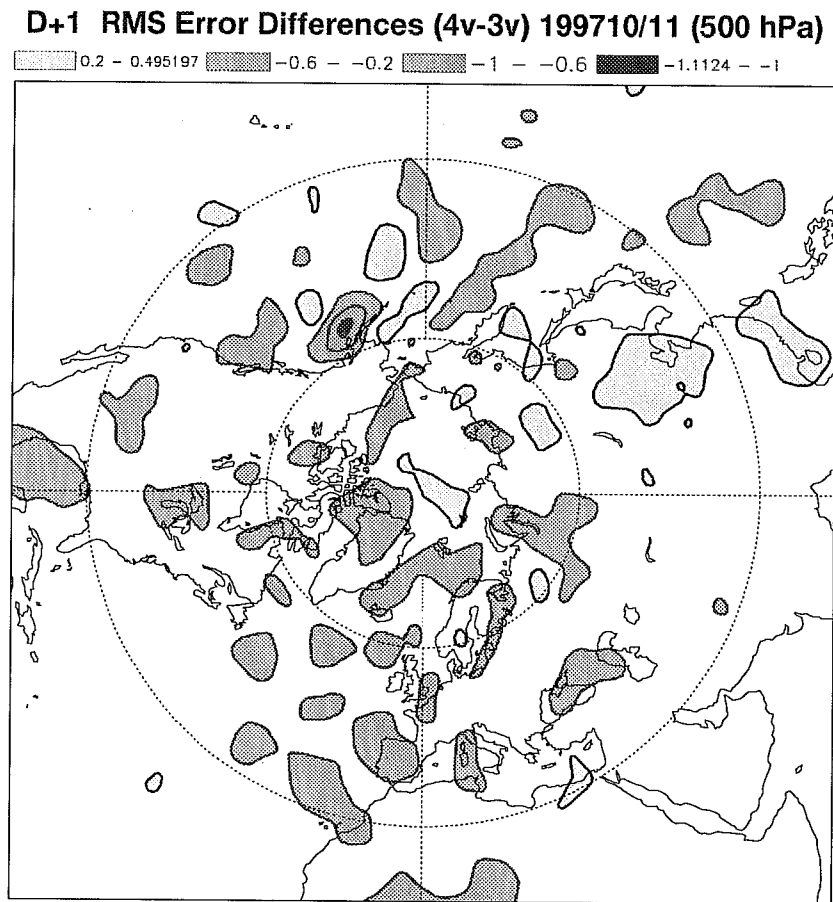 D+1 RMS Error Differences (4v-3v) 199710/11 (500 hPa)
0.2 - 0.495197 -0.6 - -0.2 -1 - -0.6 -1.1124 - -1